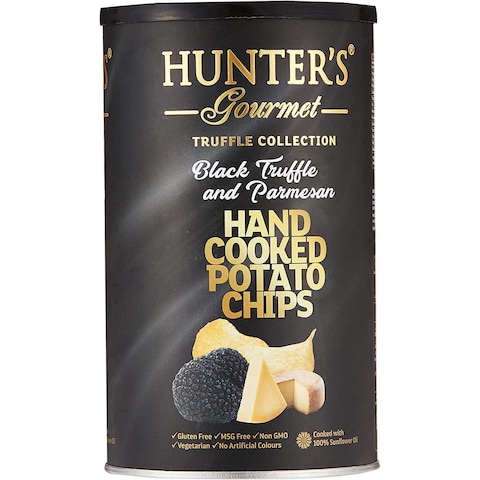 HUNTER'S®
Gourmet
TRUFFLE COLLECTION
Black Truffle
and Parmesan
HAND
COOKED
POTATO
CHIPS
✓Gluten Free ✓MSG Free ✓Non GMO
✓Vegetarian ✓No Artificial Colours
Cooked with
100% Sunflower Oil